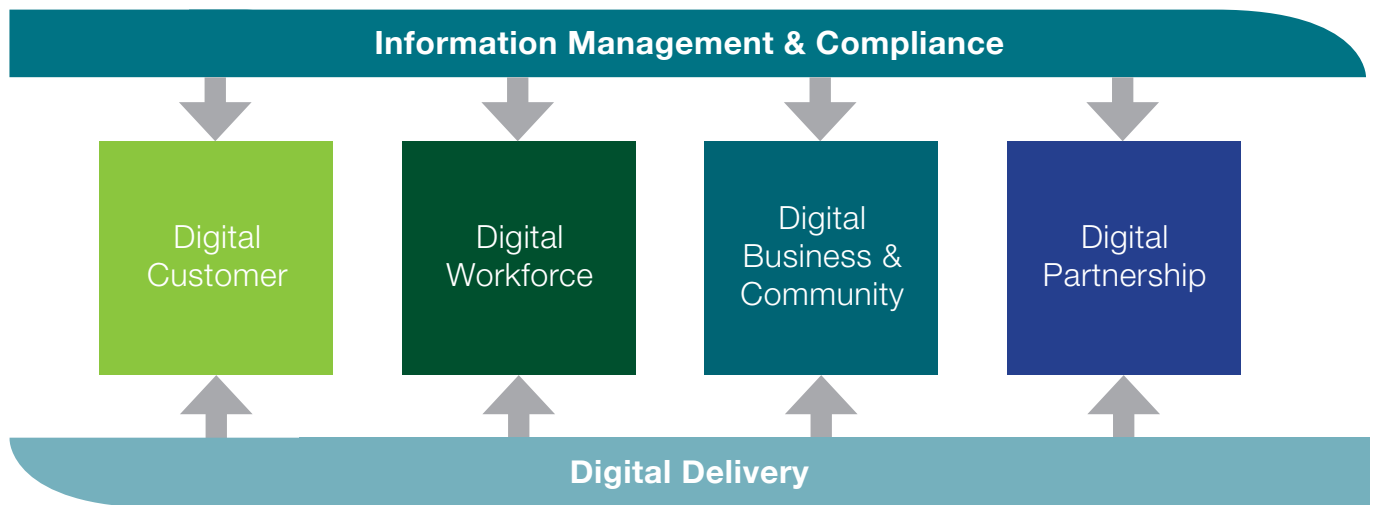 Information Management & Compliance
Digital
Customer
Digital
Workforce
Digital
Business &
Community
Digital
Partnership
Digital Delivery